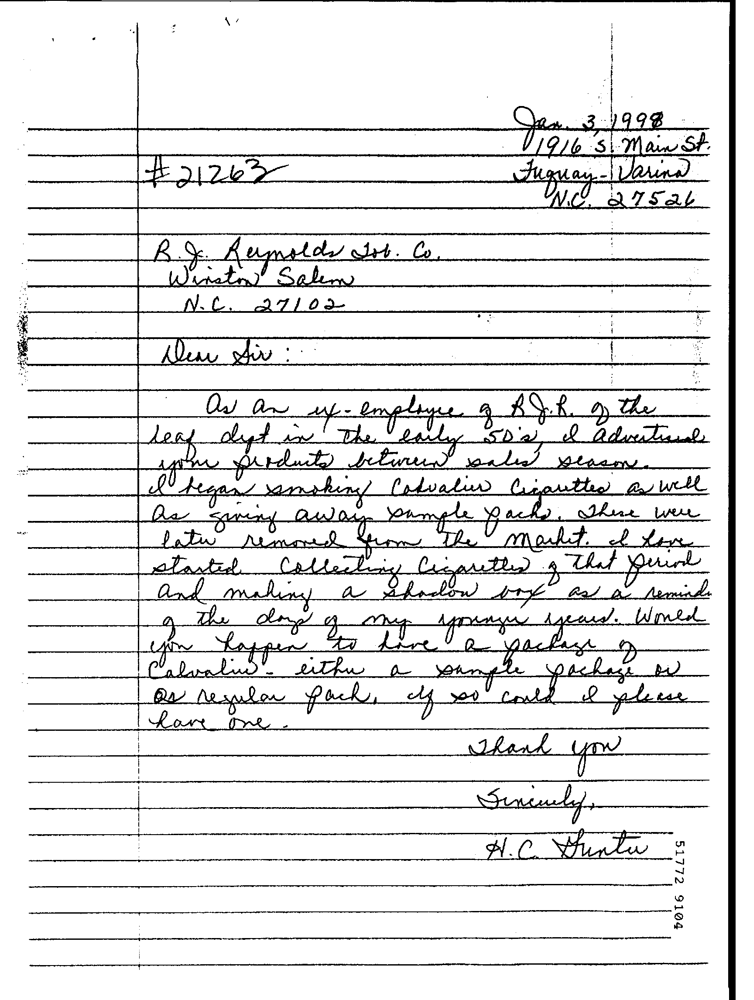 Jan. 3, 1998
1916 S. Main St.
#21263
Fuquay-Varina
N.C. 27526
R. J. Reynolds Tob. Co.
Winston Salem
N.C. 27102
Dear Sir:
As an ex-employee of R.J.R. of the
leaf dept in the early 50's, I advertised
your products between sales season.
I began smoking Calvalier Cigarettes as well
as giving away sample packs. These were
later removed from the market. I have
started collecting Cigarettes of that period
and making a shadow box as a remind
of the days of my younger years. Would
you happen to have a package of
Calvalier - either a sample package or
as regular pack, if so could I please
have one.
Thank you
Sincerely,
H.C.
51772 9104